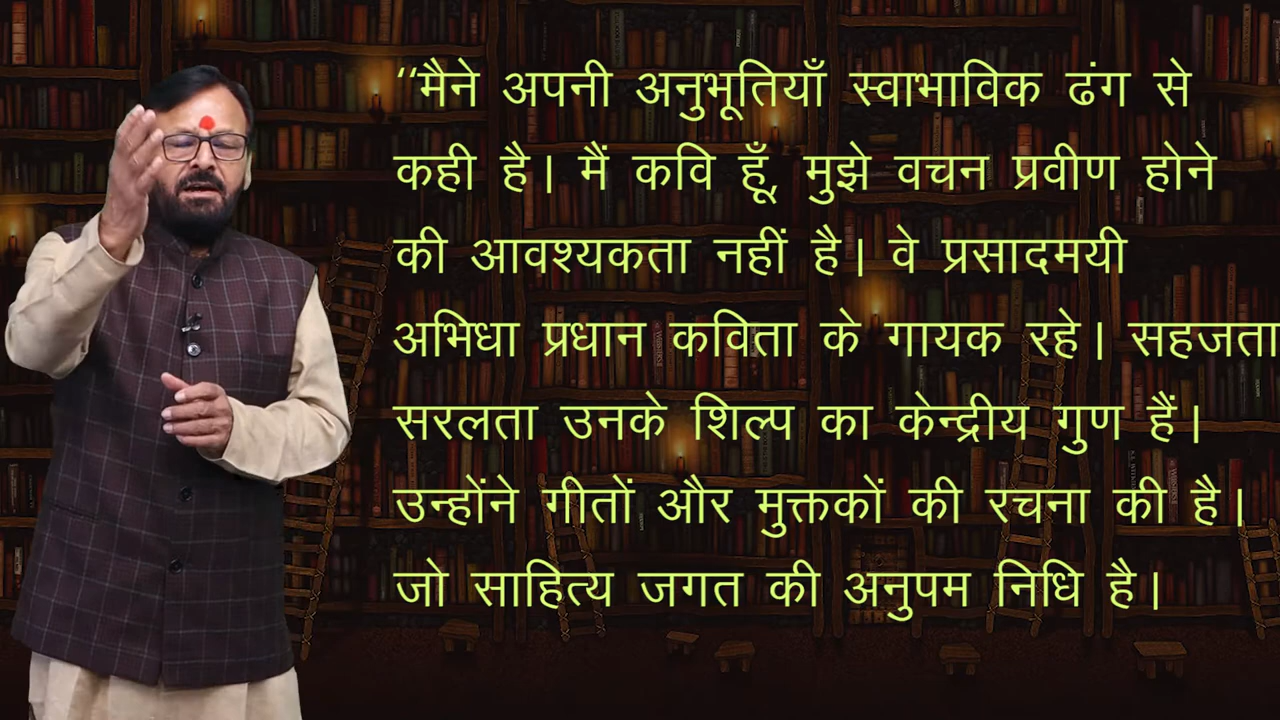 ‘‘मैने अपनी अनुभूतियाँ स्वाभाविक ढंग से
कही है। मैं कवि हूँ, मुझे वचन प्रवीण होने
की आवश्यकता नहीं है। वे प्रसादमयी
अभिधा प्रधान कविता के गायक रहे। सहजता
सरलता उनके शिल्प का केन्द्रीय गुण हैं।
उन्होंने गीतों और मुक्तकों की रचना की है।
जो साहित्य जगत की अनुपम निधि है।